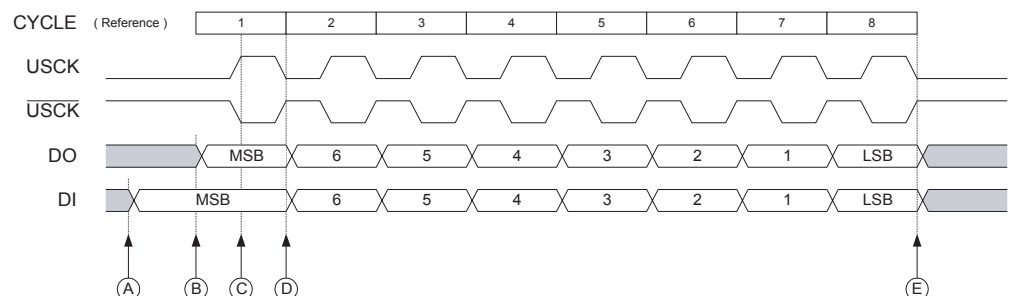 CYCLE ( Reference ) 1 2 3 4 5 6 7 8
USCK
USCK
DO MSB 6 5 4 3 2 1 LSB
DI MSB 6 5 4 3 2 1 LSB
A B C D E